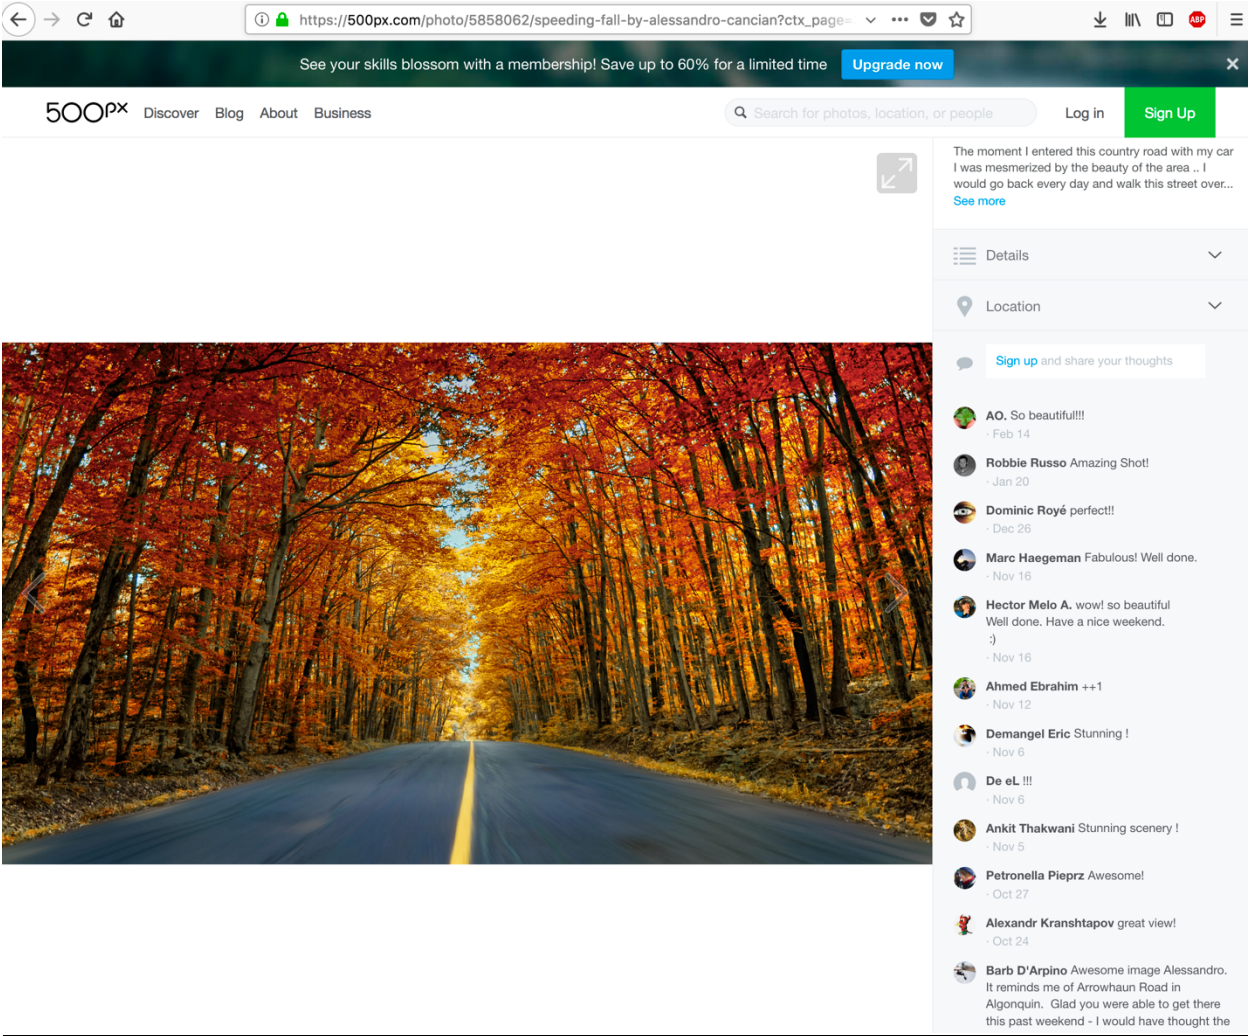 https://500px.com/photo/5858062/speeding-fall-by-alessandro-cancian?ctx_page=
ABP
See your skills blossom with a membership! Save up to 60% for a limited time
Upgrade now
500px
Discover
Blog
About
Business
Search for photos, location, or people
Log in
Sign Up
The moment I entered this country road with my car
I was mesmerized by the beauty of the area .. I
would go back every day and walk this street over...
See more
Details
Location
Sign up and share your thoughts
AO. So beautiful!!!
· Feb 14
Robbie Russo Amazing Shot!
· Jan 20
Dominic Royé perfect!!
· Dec 26
Marc Haegeman Fabulous! Well done.
· Nov 16
Hector Melo A. wow! so beautiful
Well done. Have a nice weekend.
:)
· Nov 16
Ahmed Ebrahim ++1
· Nov 12
Demangel Eric Stunning !
· Nov 6
De eL !!!
· Nov 6
Ankit Thakwani Stunning scenery !
· Nov 5
Petronella Pieprz Awesome!
· Oct 27
Alexandr Kranshtapov great view!
· Oct 24
Barb D'Arpino Awesome image Alessandro.
It reminds me of Arrowhaun Road in
Algonquin. Glad you were able to get there
this past weekend - I would have thought the